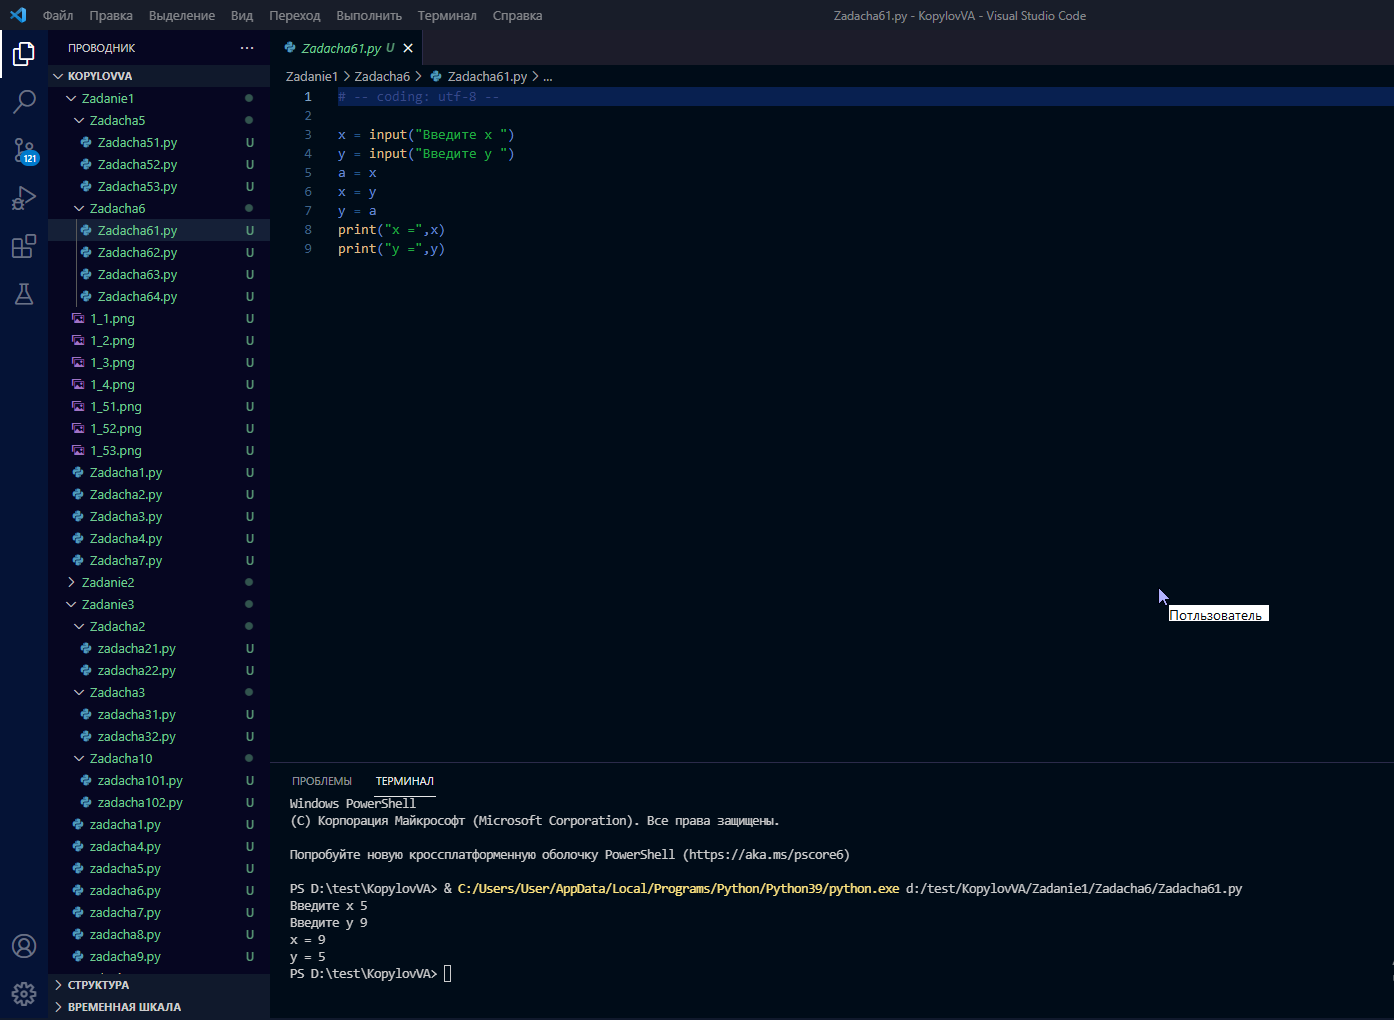 Файл Правка Выделение Вид Переход Выполнить Терминал Справка
Zadacha61.py - KopylovVA - Visual Studio Code
ПРОВОДНИК
KOPYLOVVA
Zadanie1
Zadacha5
Zadacha51.py U
Zadacha52.py U
Zadacha53.py U
Zadacha6
Zadacha61.py U
Zadacha62.py U
Zadacha63.py U
Zadacha64.py U
1_1.png U
1_2.png U
1_3.png U
1_4.png U
1_51.png U
1_52.png U
1_53.png U
Zadacha1.py U
Zadacha2.py U
Zadacha3.py U
Zadacha4.py U
Zadacha7.py U
Zadanie2
Zadanie3
Zadacha2
zadacha21.py U
zadacha22.py U
Zadacha3
zadacha31.py U
zadacha32.py U
Zadacha10
zadacha101.py U
zadacha102.py U
zadacha1.py U
zadacha4.py U
zadacha5.py U
zadacha6.py U
zadacha7.py U
zadacha8.py U
zadacha9.py U
СТРУКТУРА
ВРЕМЕННАЯ ШКАЛА
121
Zadacha61.py U
Zadanie1 > Zadacha6 > Zadacha61.py > ...
1 # -- coding: utf-8 --
2
3 x = input("Введите x ")
4 y = input("Введите y ")
5 a = x
6 x = y
7 y = a
8 print("x =",x)
9 print("y =",y)
Потльзователь
ПРОБЛЕМЫ ТЕРМИНАЛ
Windows PowerShell
(C) Корпорация Майкрософт (Microsoft Corporation). Все права защищены.
Попробуйте новую кроссплатформенную оболочку PowerShell (https://aka.ms/pscore6)
PS D:\test\KopylovVA> & C:/Users/User/AppData/Local/Programs/Python/Python39/python.exe d:/test/KopylovVA/Zadanie1/Zadacha6/Zadacha61.py
Введите x 5
Введите y 9
x = 9
y = 5
PS D:\test\KopylovVA>